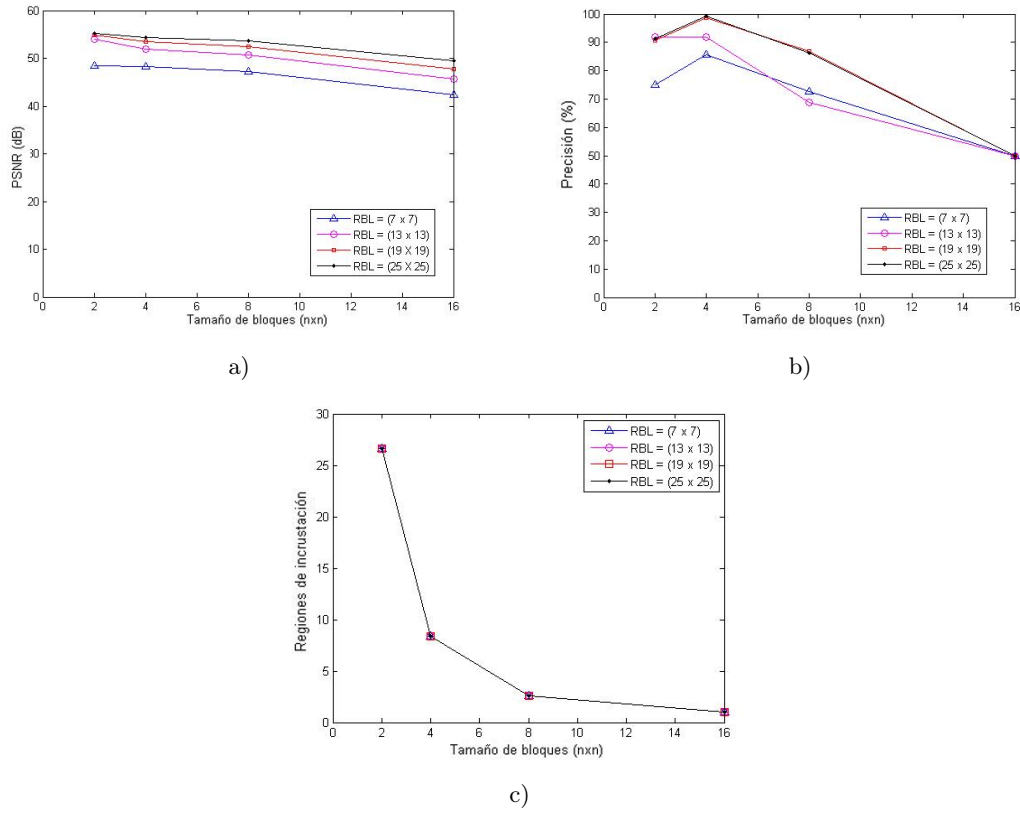 60
50
40
30
20
10
0
PSNR (dB)
0 2 4 6 8 10 12 14 16
Tamaño de bloques (nxn)
RBL = (7 x 7)
RBL = (13 x 13)
RBL = (19 X 19)
RBL = (25 X 25)
a)
100
90
80
70
60
50
40
30
20
10
0
Precisión (%)
0 2 4 6 8 10 12 14 16
Tamaño de bloques (nxn)
RBL = (7 x 7)
RBL = (13 x 13)
RBL = (19 x 19)
RBL = (25 x 25)
b)
30
25
20
15
10
5
0
Regiones de incrustación
0 2 4 6 8 10 12 14 16
Tamaño de bloques (nxn)
RBL = (7 x 7)
RBL = (13 x 13)
RBL = (19 x 19)
RBL = (25 x 25)
c)